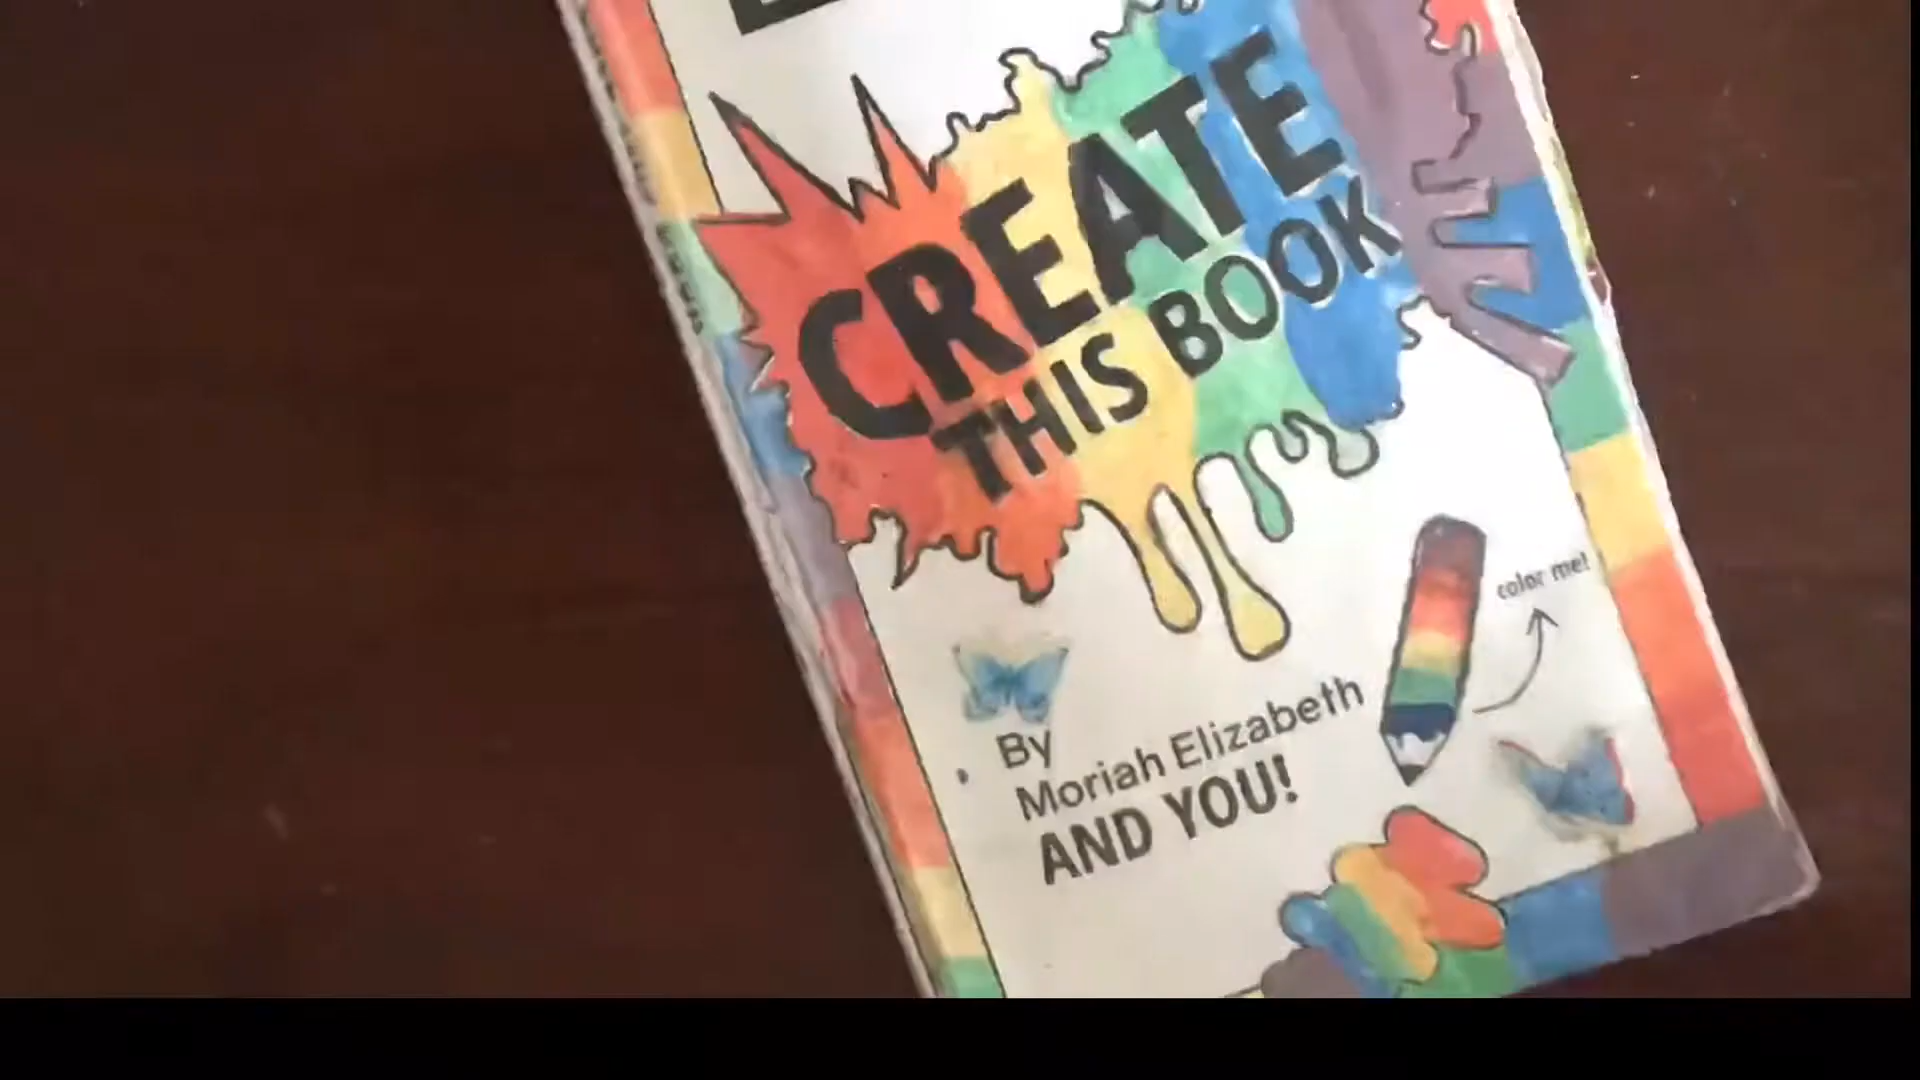 CREATE
THIS BOOK
color me!
By
Moriah Elizabeth
AND YOU!